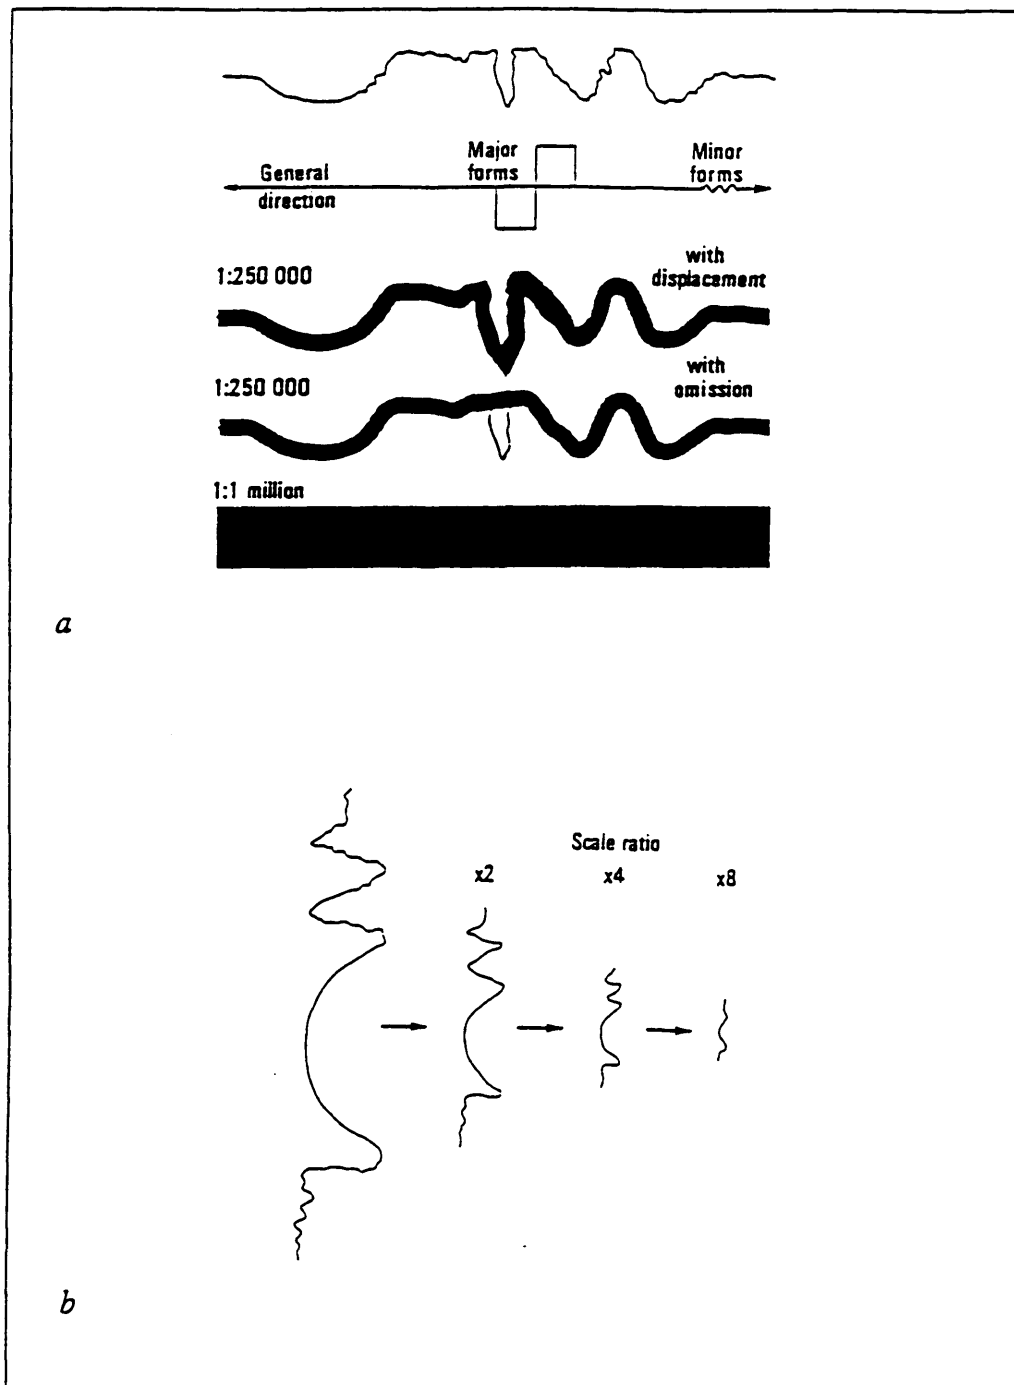 General
direction
Major
forms
Minor
forms
1:250 000
with
displacement
1:250 000
with
omission
1:1 million
a
Scale ratio
x2
x4
x8
b